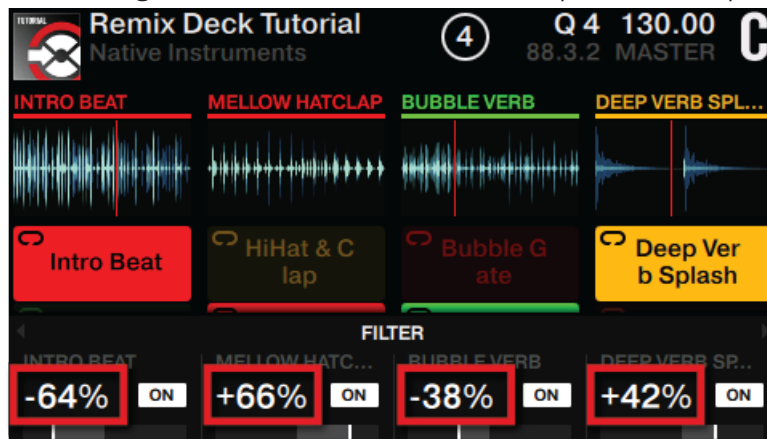 TUTORIAL
Remix Deck Tutorial
Native Instruments
4
Q 4 130.00
88.3.2 MASTER
C
INTRO BEAT MELLOW HATCLAP BUBBLE VERB DEEP VERB SPL...
Intro Beat
HiHat & C
lap
Bubble G
ate
Deep Ver
b Splash
FILTER
INTRO BEAT MELLOW HATC... BUBBLE VERB DEEP VERB SP...
-64% ON +66% ON -38% ON +42% ON